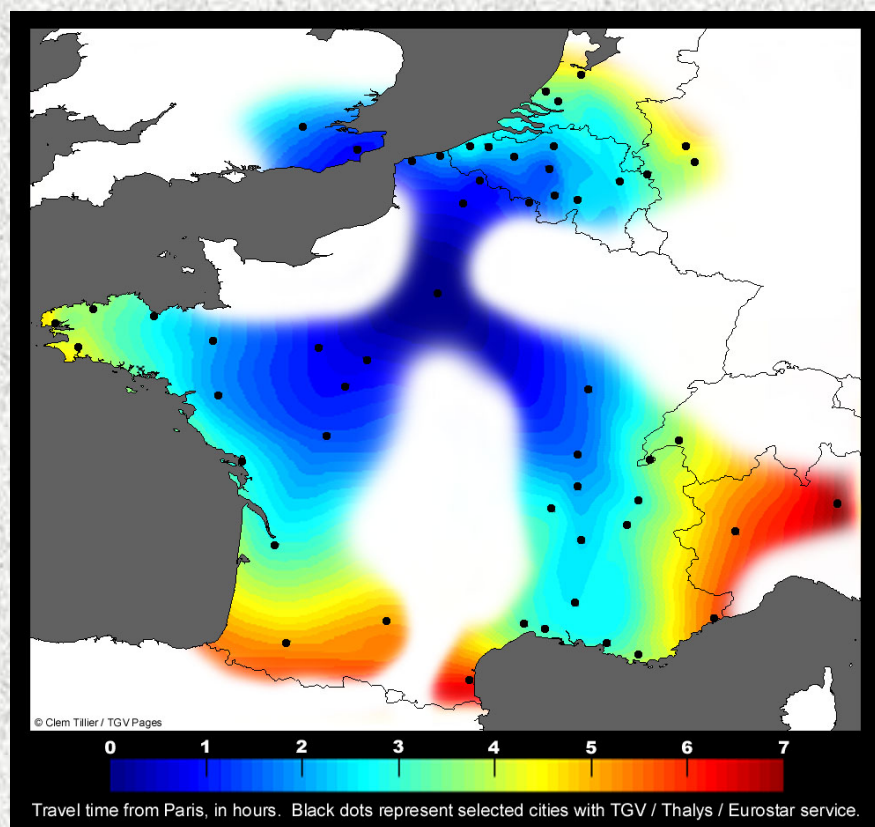 © Clem Tillier / TGV Pages
0 1 2 3 4 5 6 7
Travel time from Paris, in hours. Black dots represent selected cities with TGV / Thalys / Eurostar service.